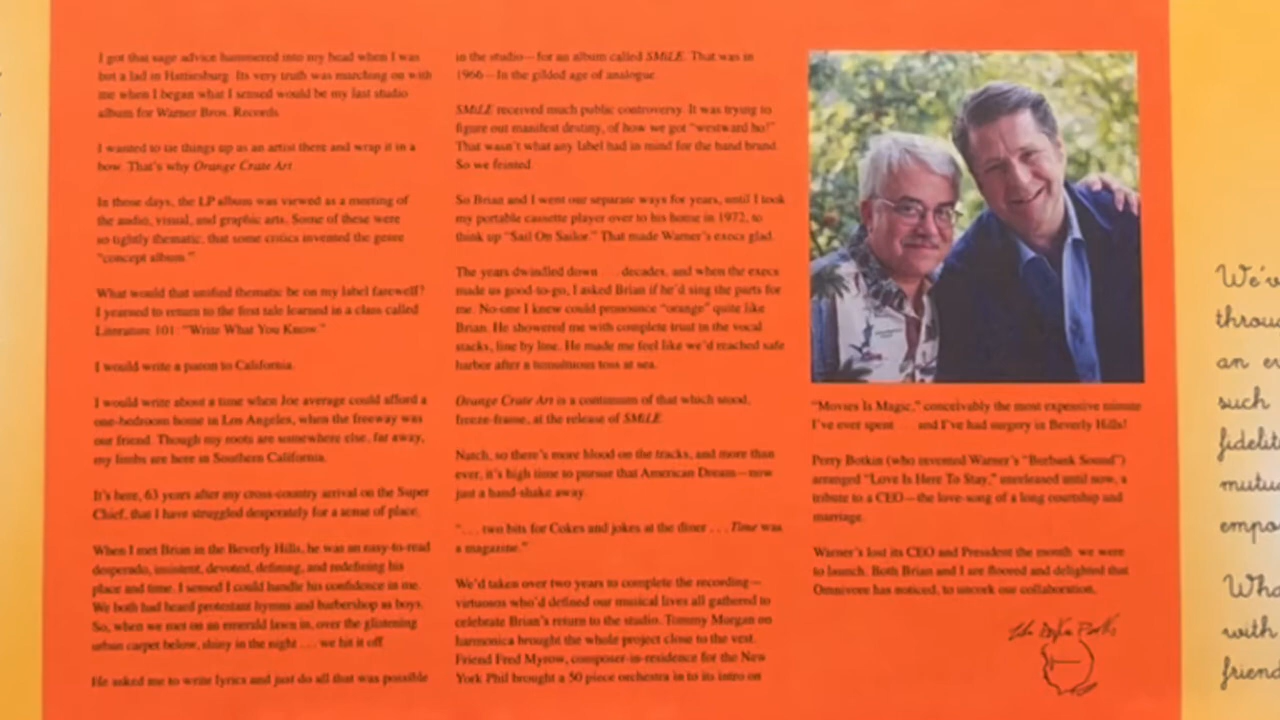 I got that sage advice hammered into my head when I was
but a lad in Hattiesburg. Its very truth was marching on with
me when I began what I sensed would be my last studio
album for Warner Bros. Records.
I wanted to tie things up as an artist there and wrap it in a
bow. That's why Orange Crate Art.
In those days, the LP album was viewed as a meeting of
the audio, visual, and graphic arts. Some of these were
so tightly thematic, that some critics invented the genre
"concept album."
What would that unified thematic be on my label farewell?
I yearned to return to the first tale learned in a class called
Literature 101: "Write What You Know."
I would write a paeon to California.
I would write about a time when Joe average could afford a
one-bedroom home in Los Angeles, when the freeway was
our friend. Though my roots are somewhere else, far away,
my limbs are here in Southern California.
It's here, 63 years after my cross-country arrival on the Super
Chief, that I have struggled desperately for a sense of place.
When I met Brian in the Beverly Hills, he was an easy-to-read
desperado, insistent, devoted, defining, and redefining his
place and time. I sensed I could handle his confidence in me.
We both had heard protestant hymns and barbershop as boys.
So, when we met on an emerald lawn in, over the glistening
urban carpet below, shiny in the night . . . we hit it off.
He asked me to write lyrics and just do all that was possible
in the studio—for an album called SMiLE. That was in
1966—In the gilded age of analogue.
SMiLE received much public controversy. It was trying to
figure out manifest destiny, of how we got "westward ho!"
That wasn't what any label had in mind for the band brand.
So we feinted.
So Brian and I went our separate ways for years, until I took
my portable cassette player over to his home in 1972, to
think up "Sail On Sailor." That made Warner's execs glad.
The years dwindled down . . . decades, and when the execs
made us good-to-go, I asked Brian if he'd sing the parts for
me. No-one I knew could pronounce "orange" quite like
Brian. He showered me with complete trust in the vocal
stacks, line by line. He made me feel like we'd reached safe
harbor after a tumultuous toss at sea.
Orange Crate Art is a continuum of that which stood,
freeze-frame, at the release of SMiLE.
Natch, so there's more blood on the tracks, and more than
ever, it's high time to pursue that American Dream—now
just a hand-shake away.
". . . two bits for Cokes and jokes at the diner . . . Time was
a magazine."
We'd taken over two years to complete the recording—
virtuosos who'd defined our musical lives all gathered to
celebrate Brian's return to the studio. Tommy Morgan on
harmonica brought the whole project close to the vest.
Friend Fred Myrow, composer-in-residence for the New
York Phil brought a 50 piece orchestra in to its intro on
"Movies Is Magic," conceivably the most expensive minute
I've ever spent . . . and I've had surgery in Beverly Hills!
Perry Botkin (who invented Warner's "Burbank Sound")
arranged "Love Is Here To Stay," unreleased until now, a
tribute to a CEO—the love-song of a long courtship and
marriage.
Warner's lost its CEO and President the month we were
to launch. Both Brian and I are floored and delighted that
Omnivore has noticed, to uncork our collaboration.
Van Dyke Parks
We'v
throu
an ev
such
fidelit
mutua
empo
Wha
with
friend